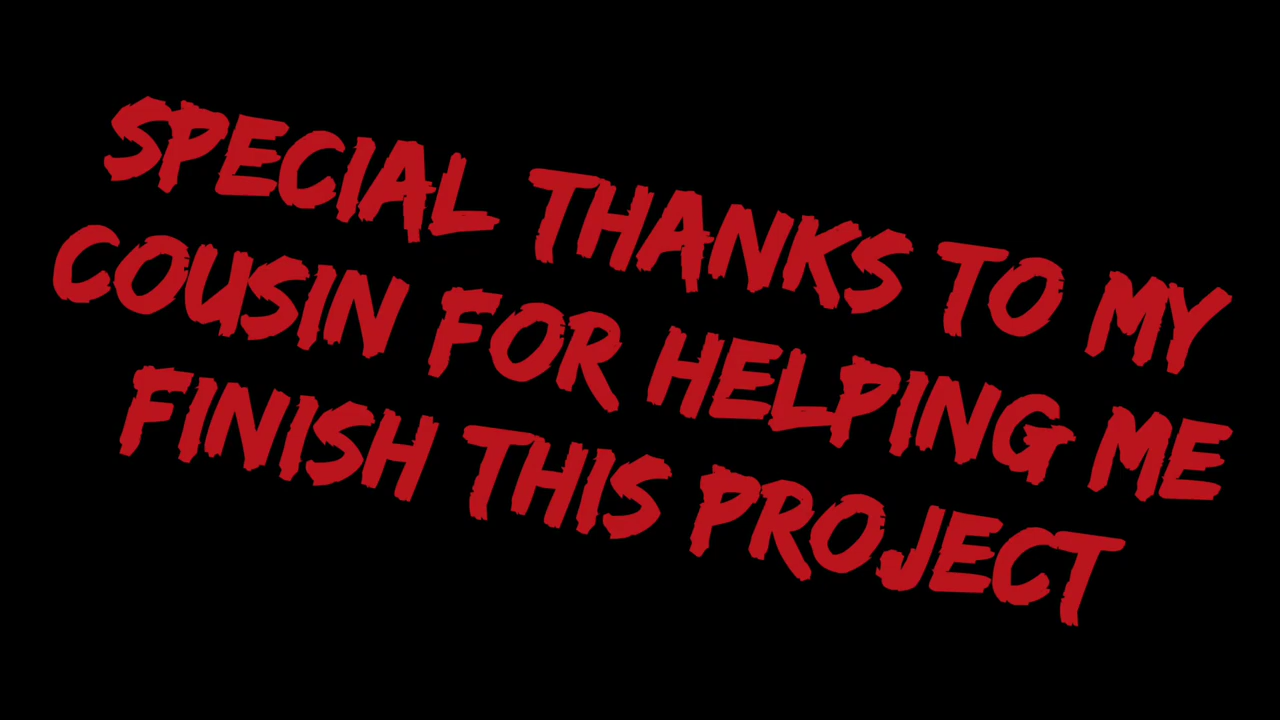 SPECIAL THANKS TO MY
COUSIN FOR HELPING ME
FINISH THIS PROJECT